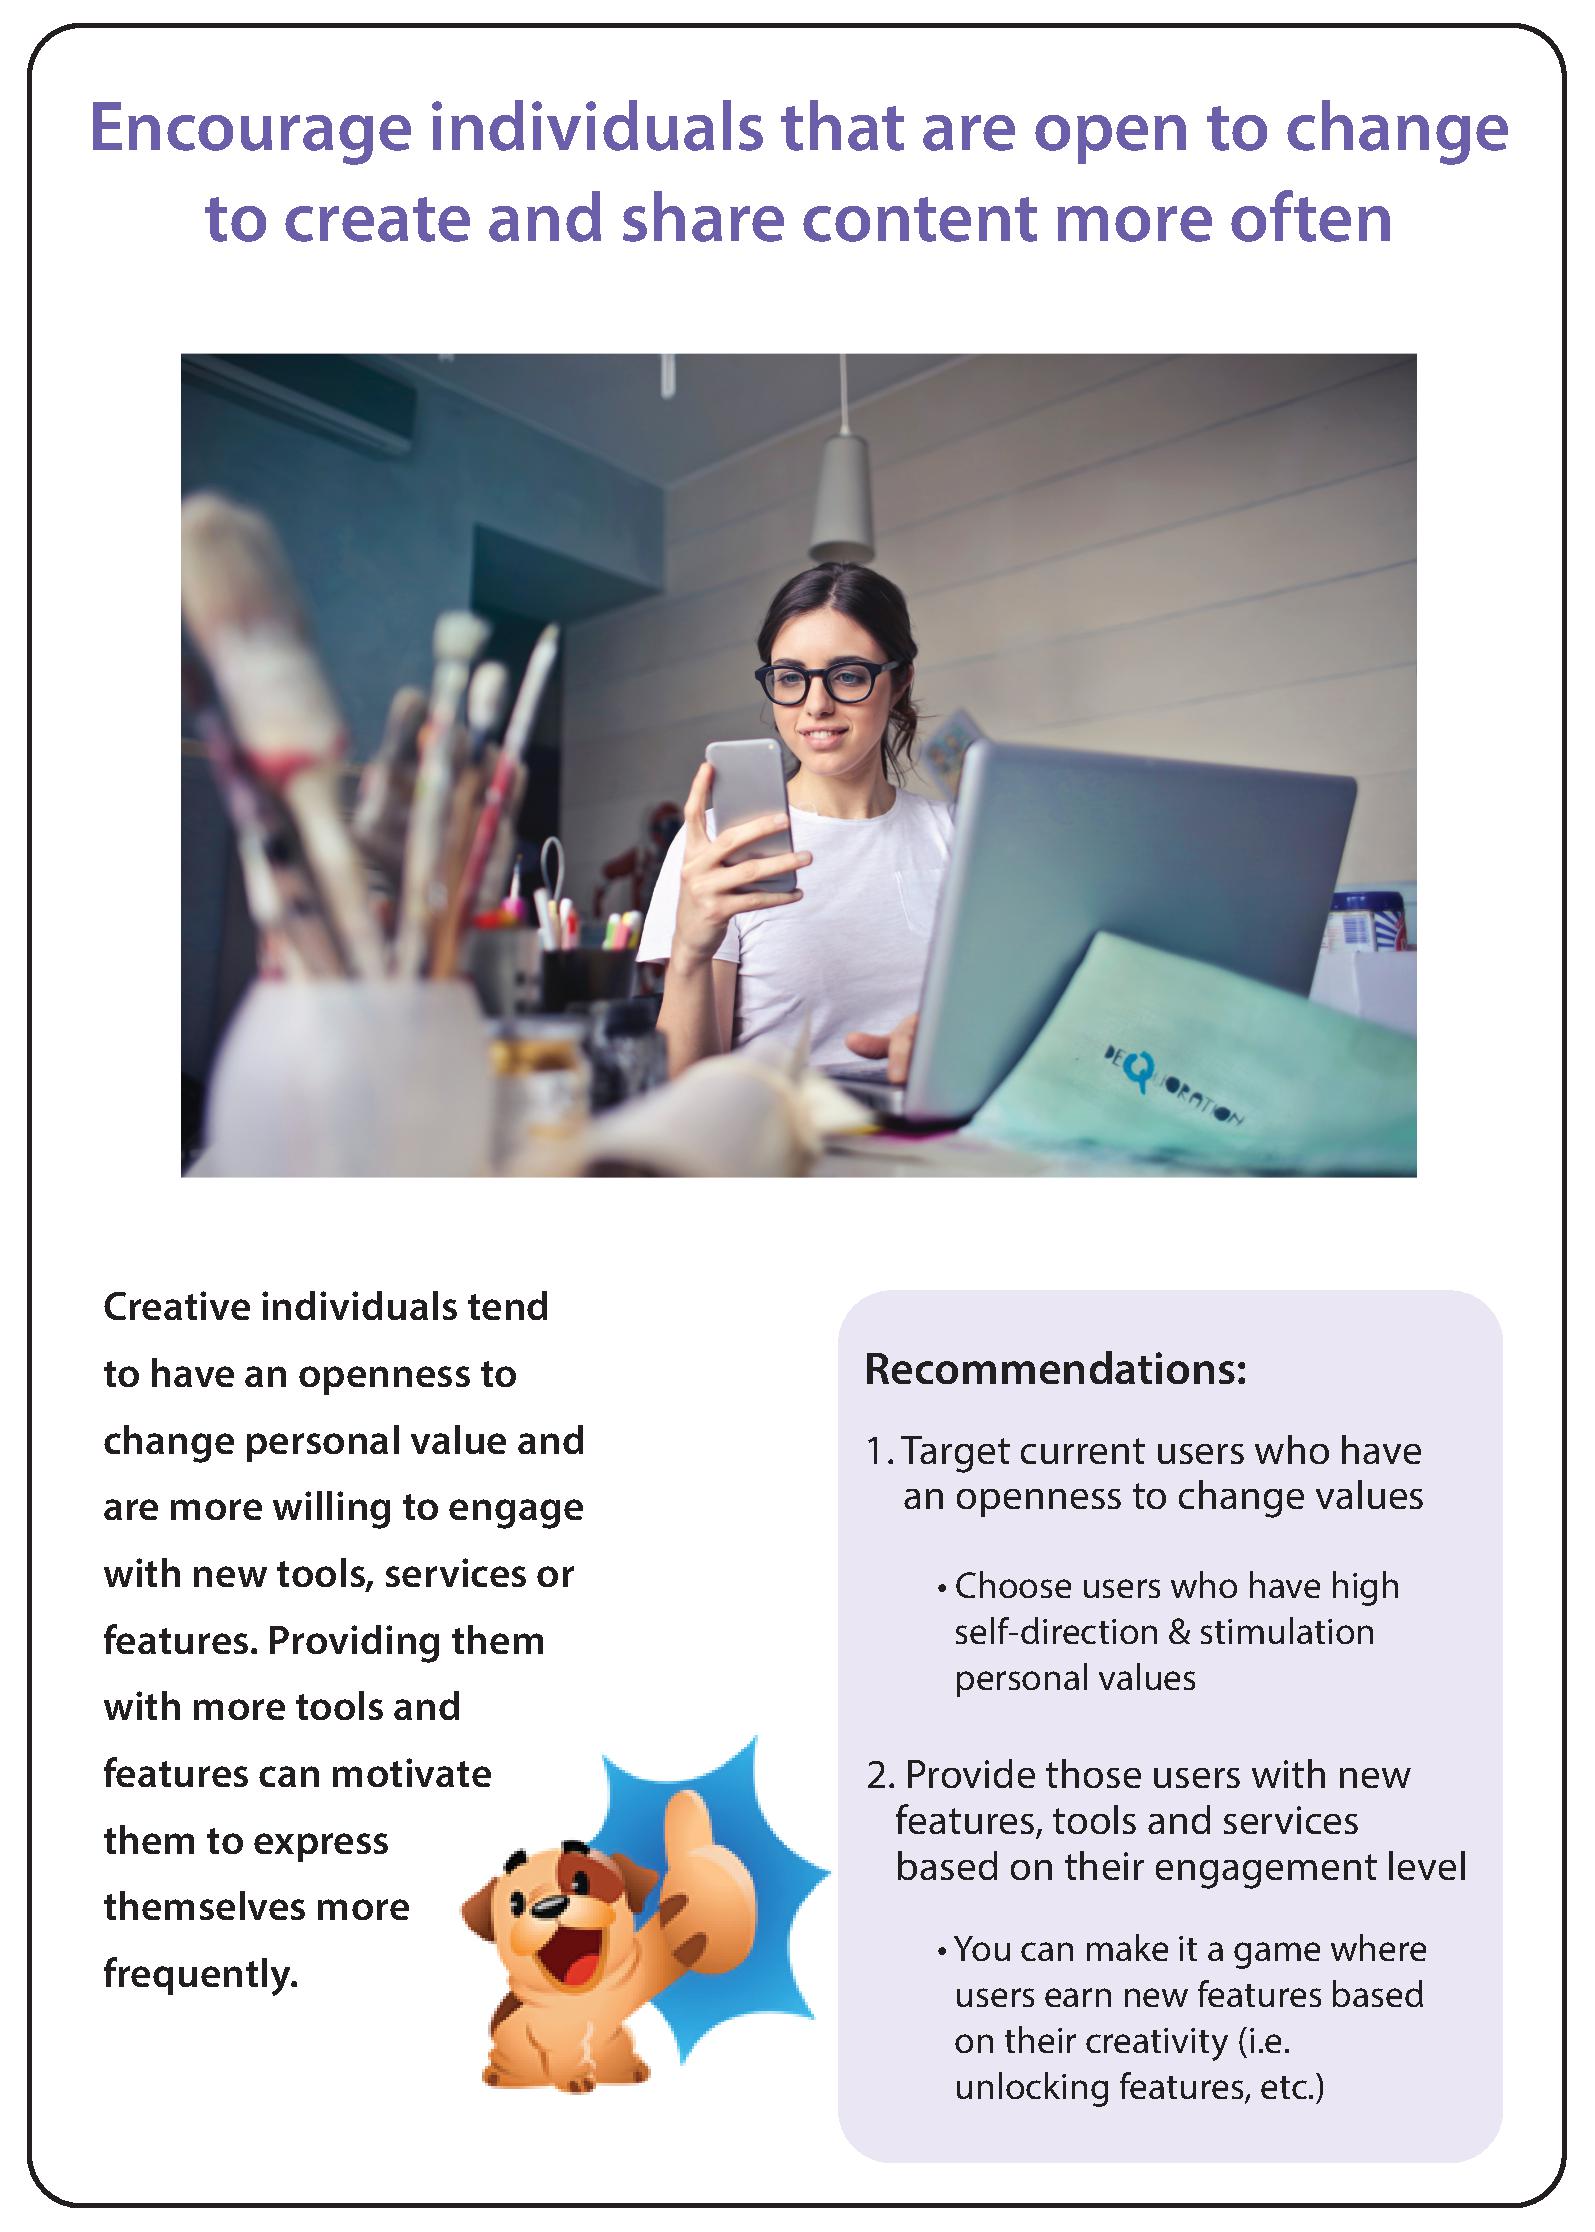 Encourage individuals that are open to change
to create and share content more often
DEQUORATION
Creative individuals tend
to have an openness to
change personal value and
are more willing to engage
with new tools, services or
features. Providing them
with more tools and
features can motivate
them to express
themselves more
frequently.
Recommendations:
1. Target current users who have
an openness to change values
• Choose users who have high
self-direction & stimulation
personal values
2. Provide those users with new
features, tools and services
based on their engagement level
• You can make it a game where
users earn new features based
on their creativity (i.e.
unlocking features, etc.)